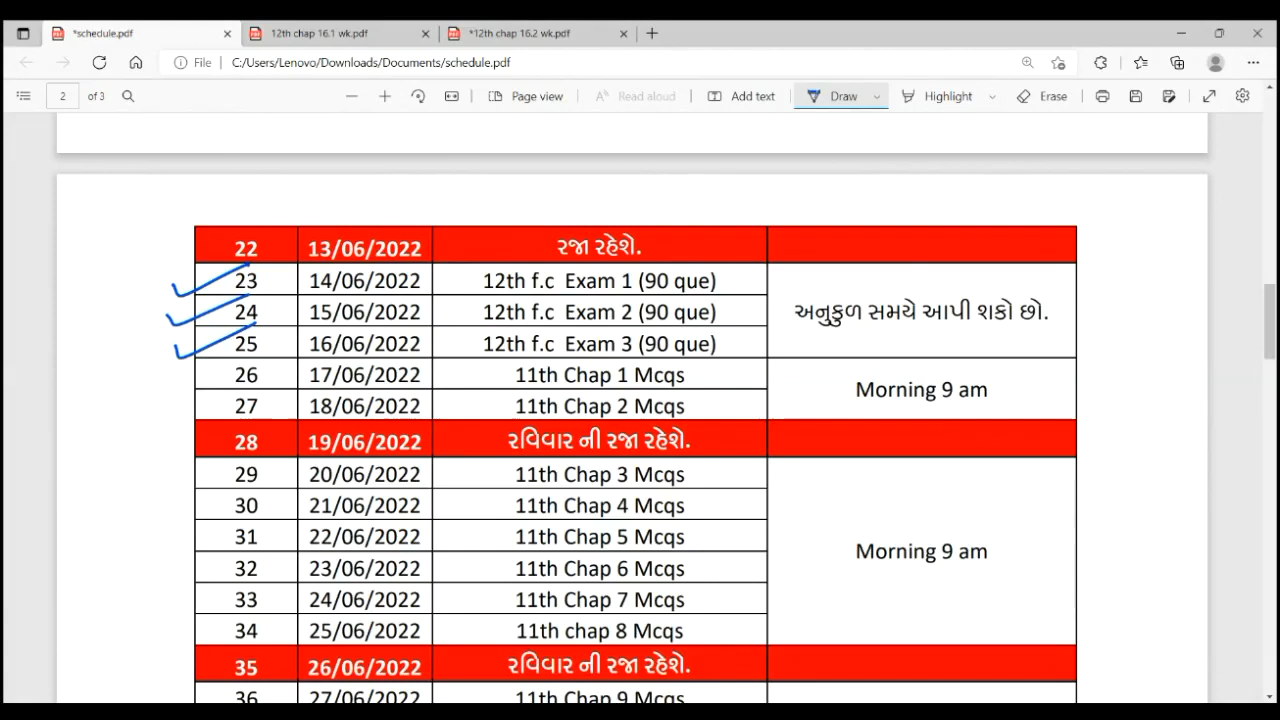 *schedule.pdf 12th chap 16.1 wk.pdf *12th chap 16.2 wk.pdf
File C:/Users/Lenovo/Downloads/Documents/schedule.pdf
2 of 3 Page view Read aloud Add text Draw Highlight Erase
22 13/06/2022 રજા રહેશે.
23 14/06/2022 12th f.c Exam 1 (90 que)
24 15/06/2022 12th f.c Exam 2 (90 que) અનુકુળ સમયે આપી શકો છો.
25 16/06/2022 12th f.c Exam 3 (90 que)
26 17/06/2022 11th Chap 1 Mcqs Morning 9 am
27 18/06/2022 11th Chap 2 Mcqs
28 19/06/2022 રવિવાર ની રજા રહેશે.
29 20/06/2022 11th Chap 3 Mcqs
30 21/06/2022 11th Chap 4 Mcqs
31 22/06/2022 11th Chap 5 Mcqs Morning 9 am
32 23/06/2022 11th Chap 6 Mcqs
33 24/06/2022 11th Chap 7 Mcqs
34 25/06/2022 11th chap 8 Mcqs
35 26/06/2022 રવિવાર ની રજા રહેશે.
36 27/06/2022 11th Chap 9 Mcqs